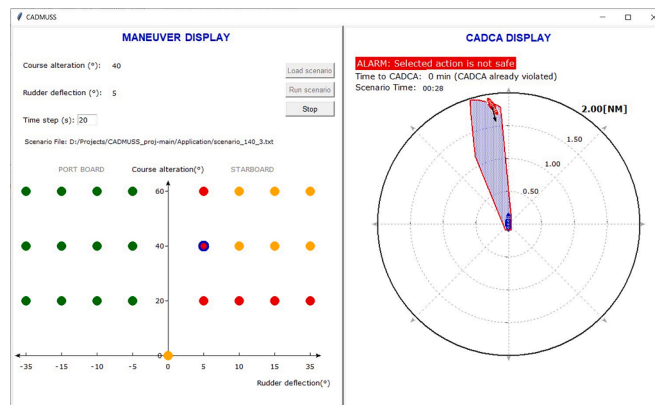 CADMUSS
MANEUVER DISPLAY
Course alteration (°): 40
Rudder deflection (°): 5
Time step (s): 20
Load scenario
Run scenario
Stop
Scenario File: D:/Projects/CADMUSS_proj-main/Application/scenario_140_3.txt
PORT BOARD Course alteration(°) STARBOARD
60
40
20
0
-35 -15 -10 -5 0 5 10 15 35
Rudder deflection(°)
CADCA DISPLAY
ALARM: Selected action is not safe
Time to CADCA: 0 min (CADCA already violated)
Scenario Time: 00:28
2.00[NM]
1.50
1.00
0.50